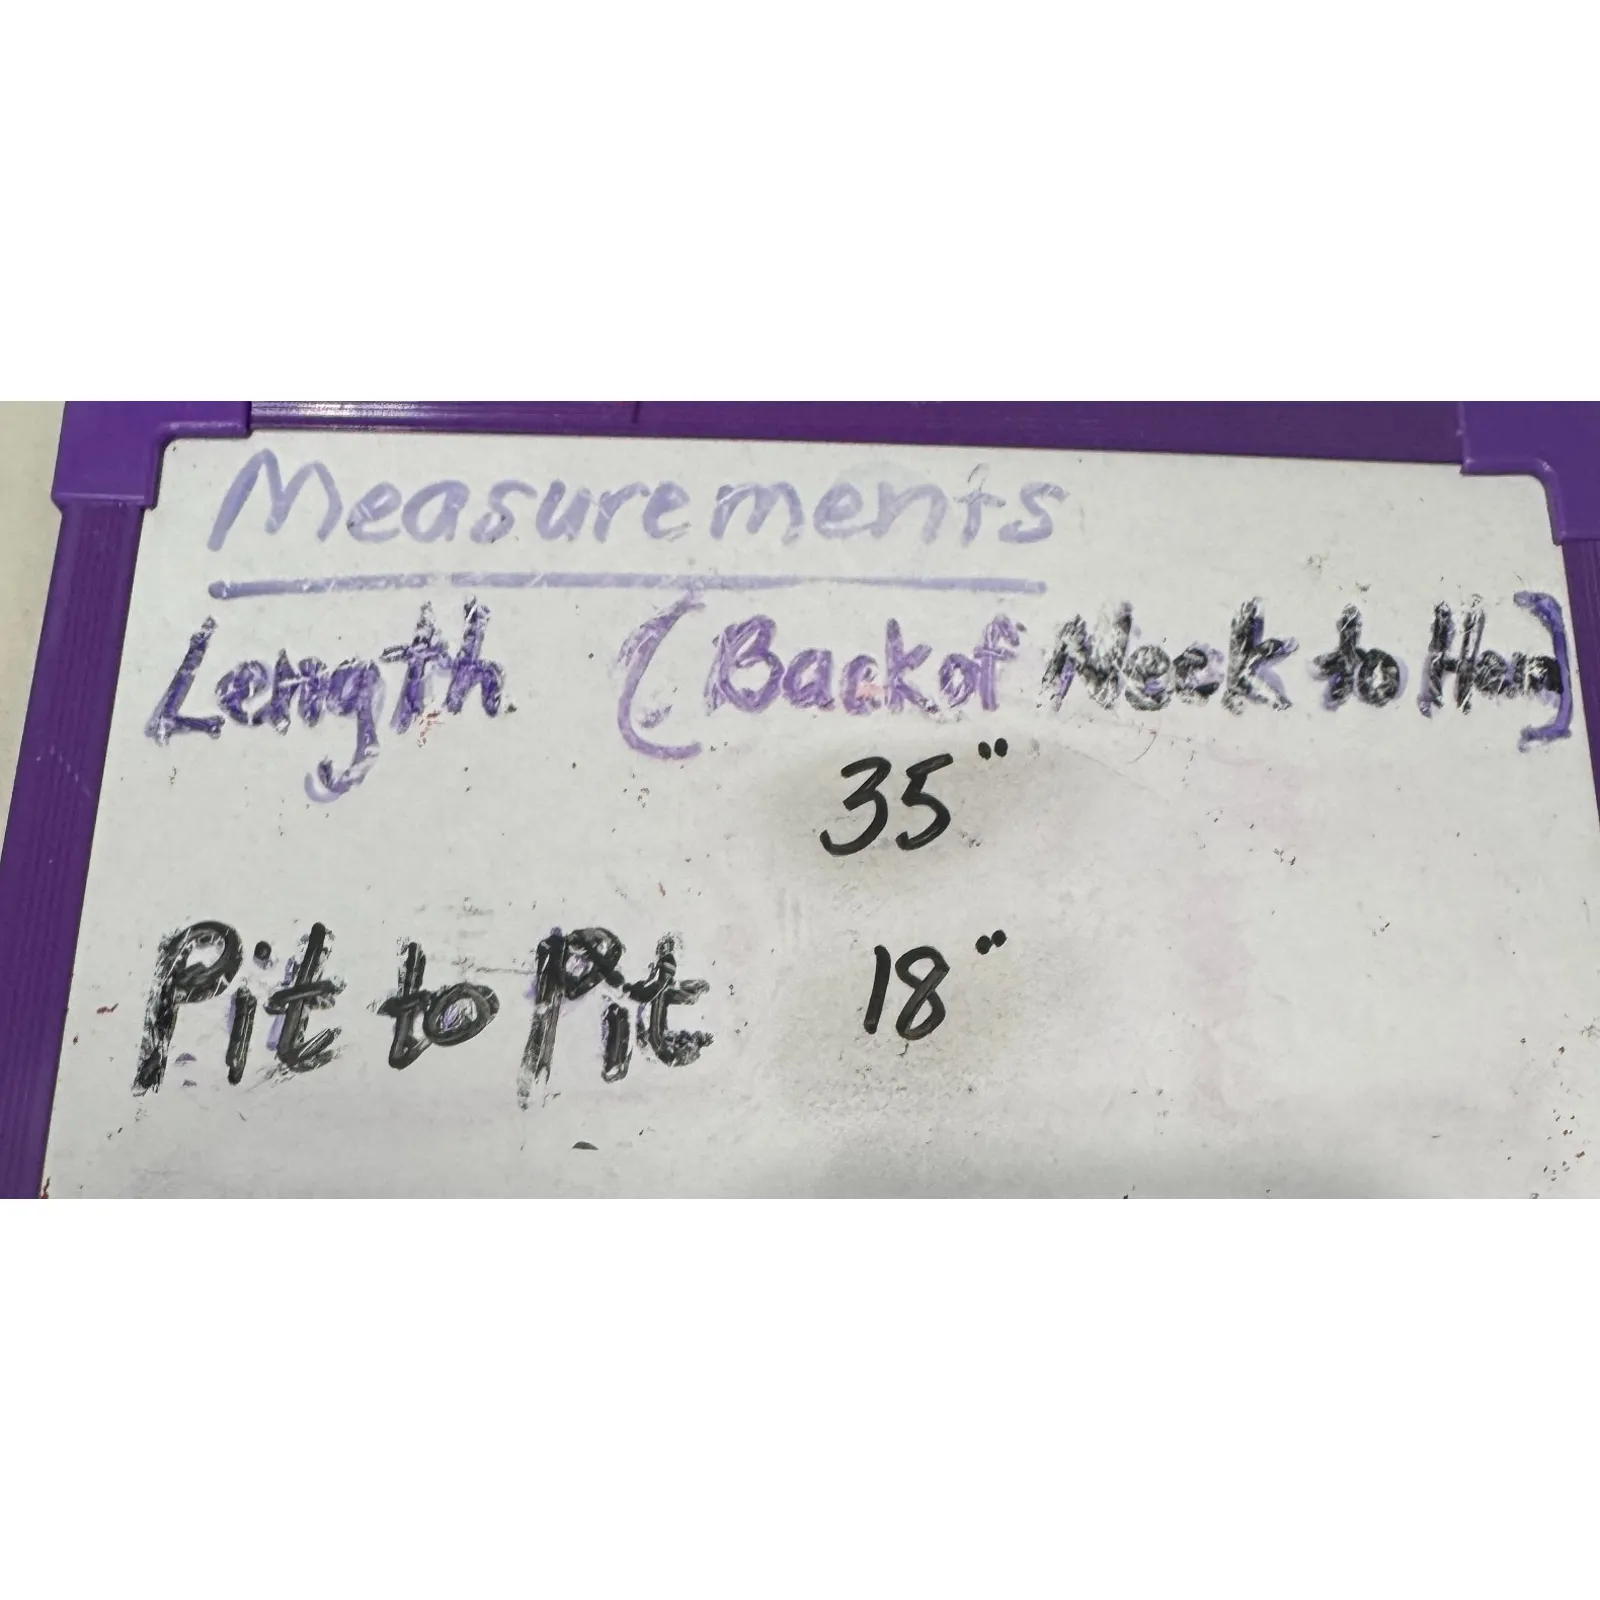 Measurements
Length (Back of Neck to Hem)
35"
Pit to Pit 18"